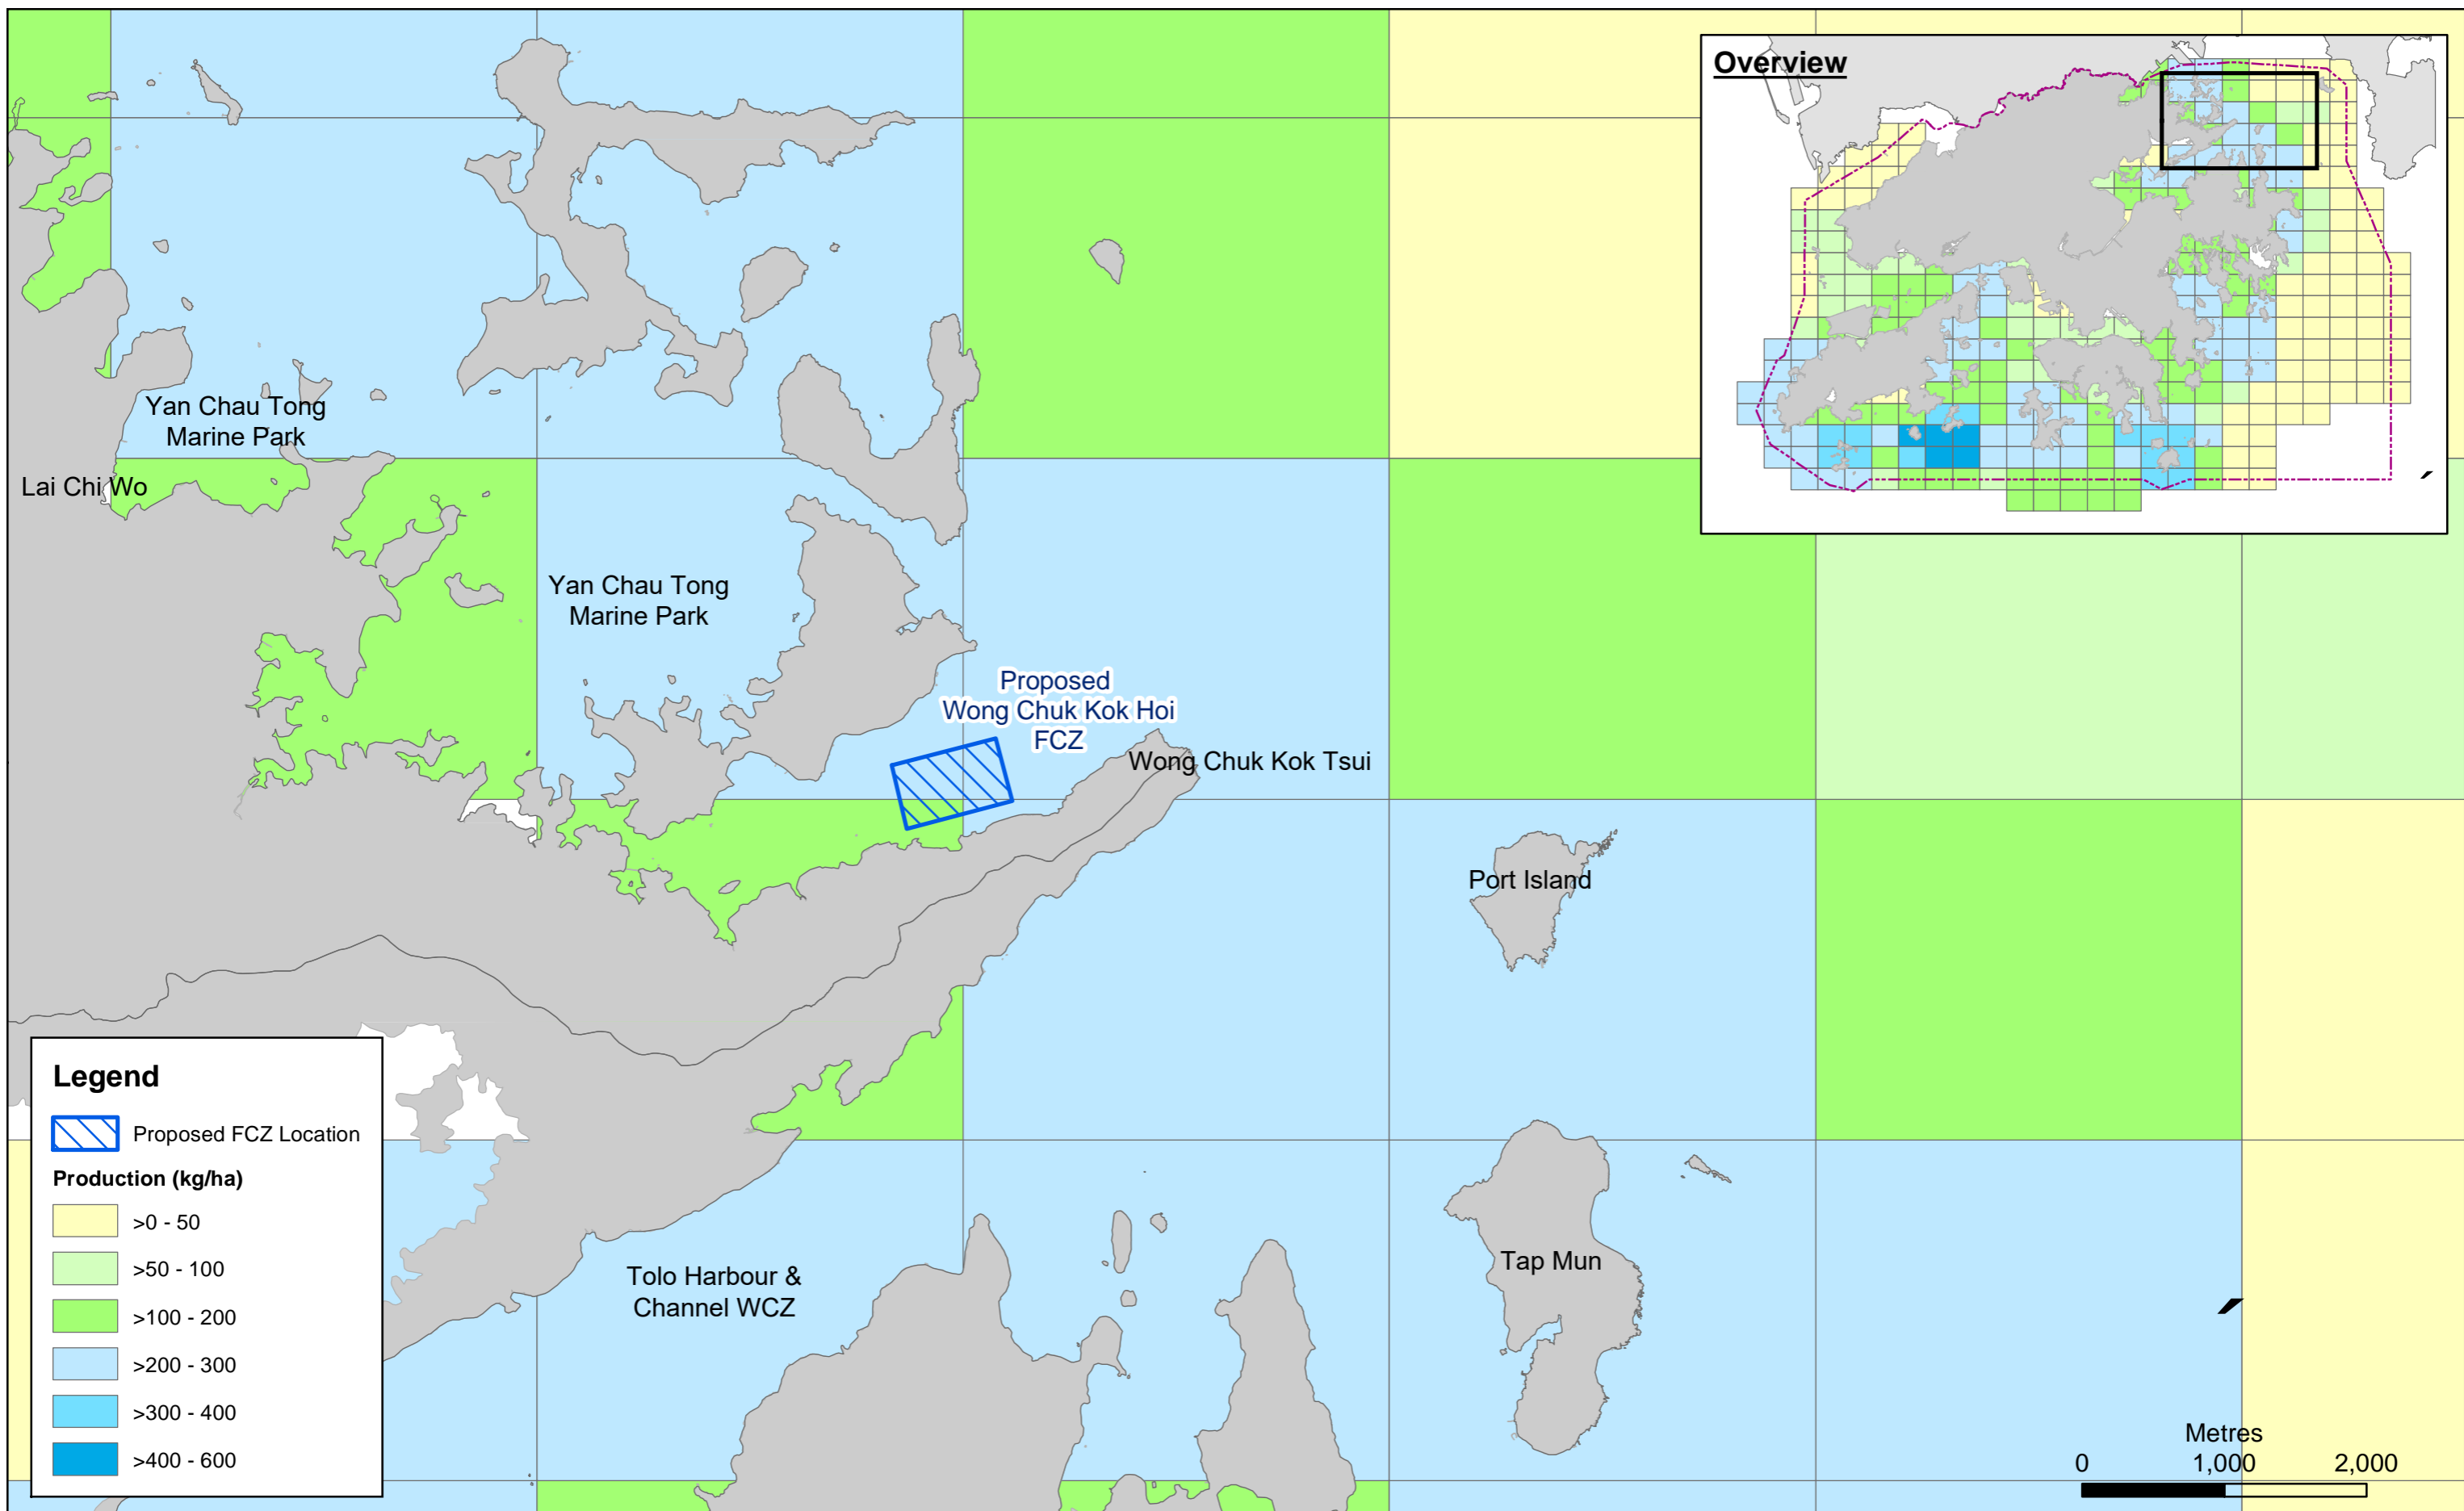 Overview
Yan Chau Tong
Marine Park
Lai Chi Wo
Yan Chau Tong
Marine Park
Proposed
Wong Chuk Kok Hoi
FCZ
Wong Chuk Kok Tsui
Port Island
Tap Mun
Tolo Harbour &
Channel WCZ
Legend
Proposed FCZ Location
Production (kg/ha)
>0 - 50
>50 - 100
>100 - 200
>200 - 300
>300 - 400
>400 - 600
Metres
0 1,000 2,000